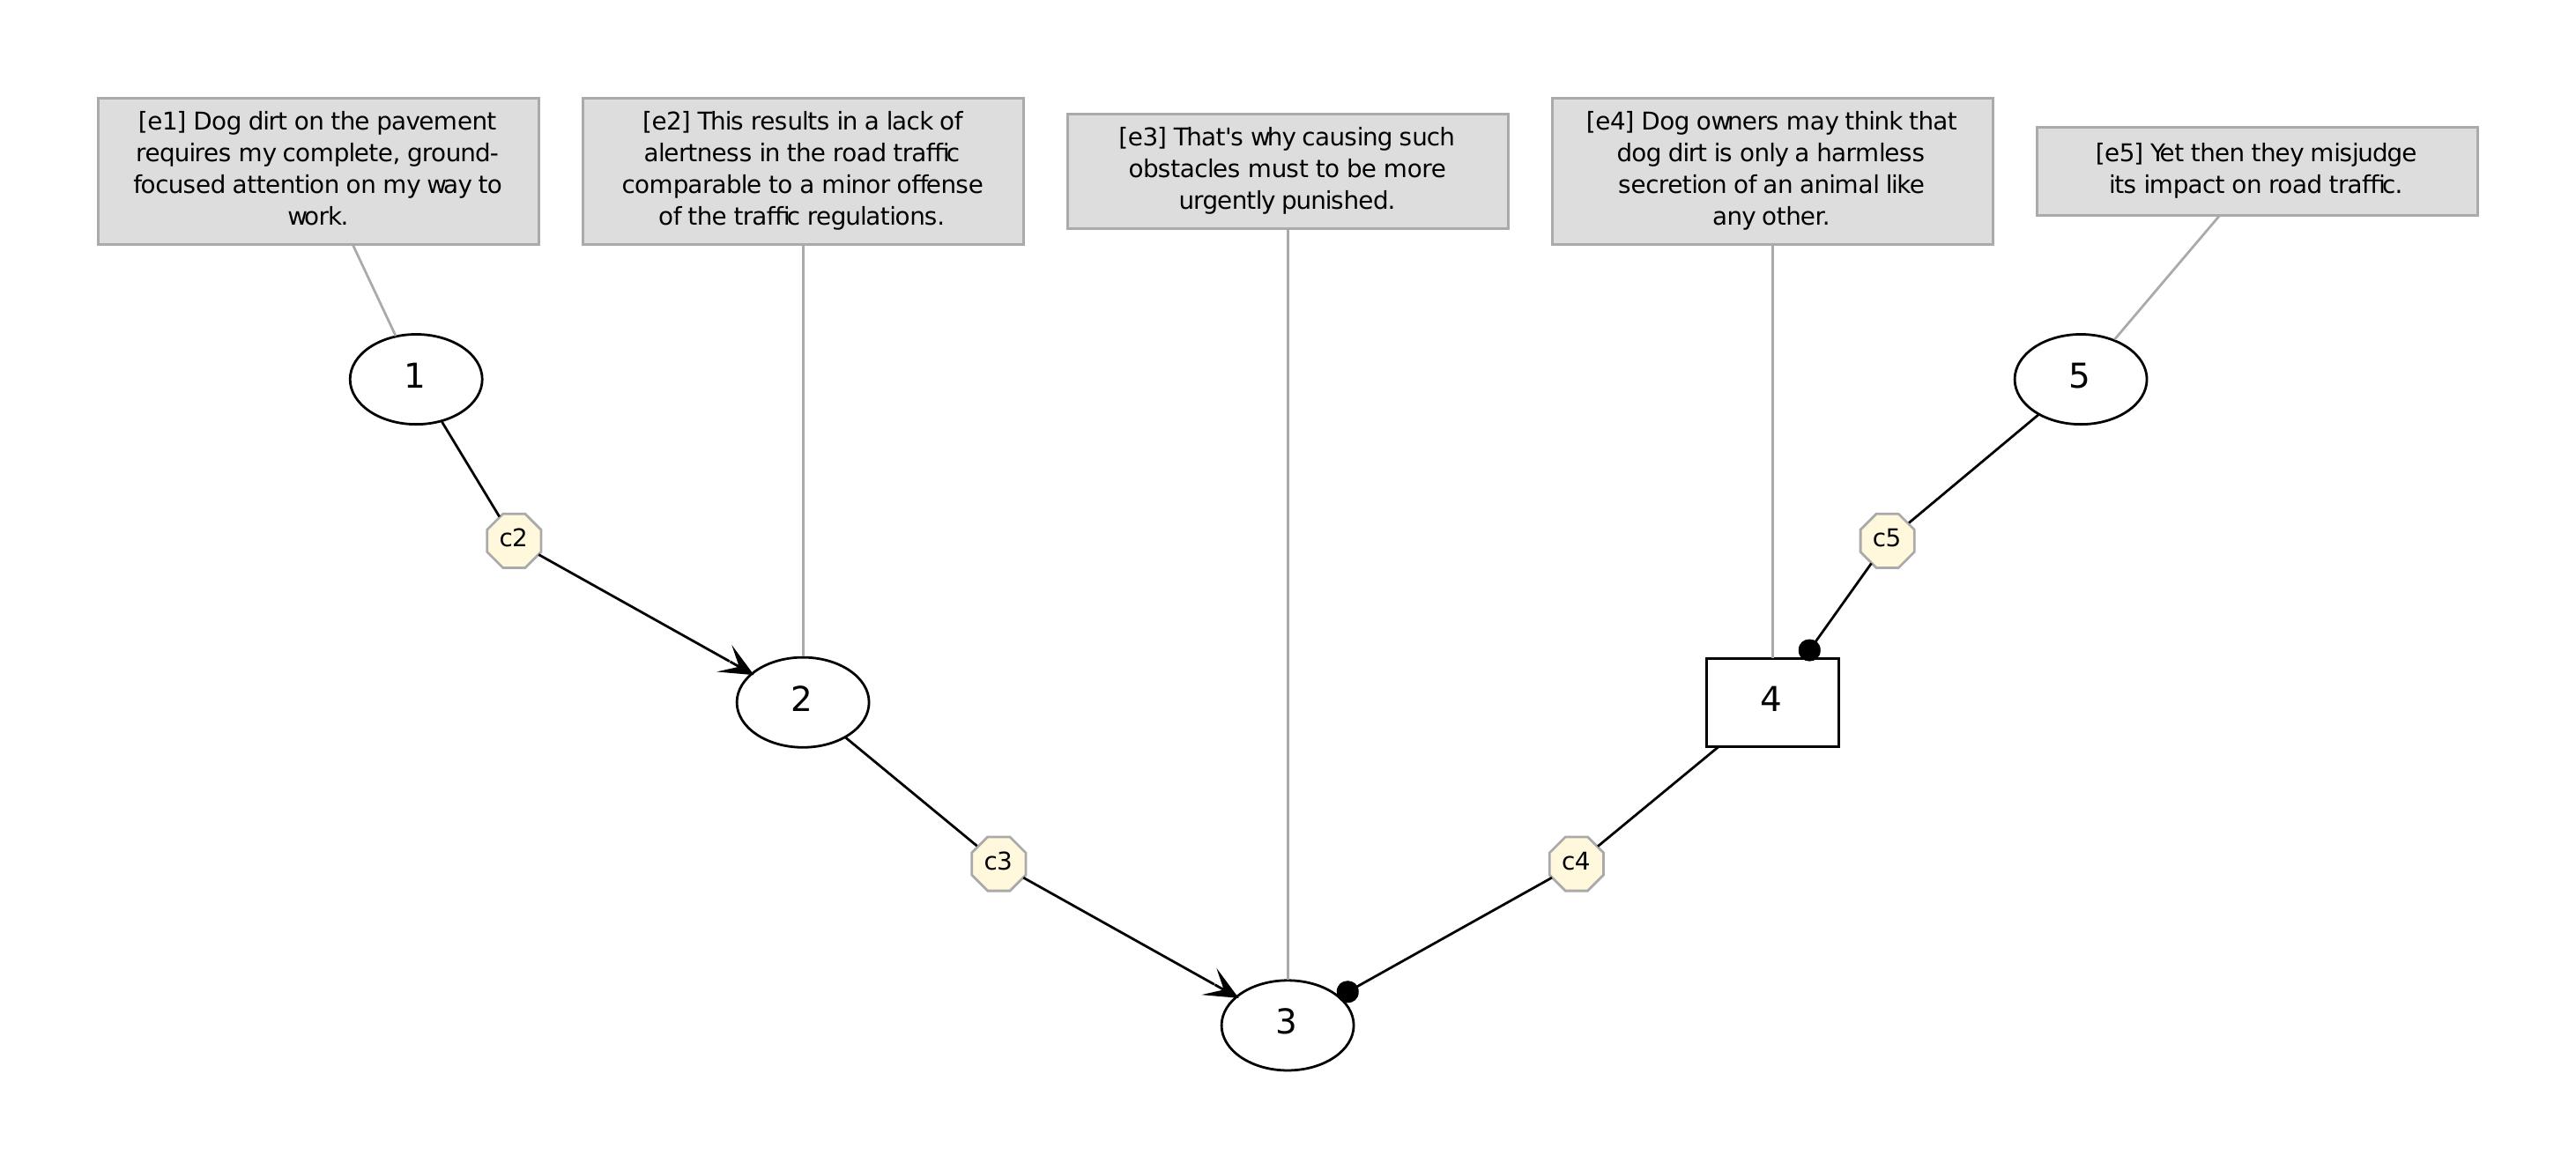 [e1] Dog dirt on the pavement
requires my complete, ground-
focused attention on my way to
work.
[e2] This results in a lack of
alertness in the road traffic
comparable to a minor offense
of the traffic regulations.
[e3] That's why causing such
obstacles must to be more
urgently punished.
[e4] Dog owners may think that
dog dirt is only a harmless
secretion of an animal like
any other.
[e5] Yet then they misjudge
its impact on road traffic.
1
5
c2
c5
2
4
c3
c4
3